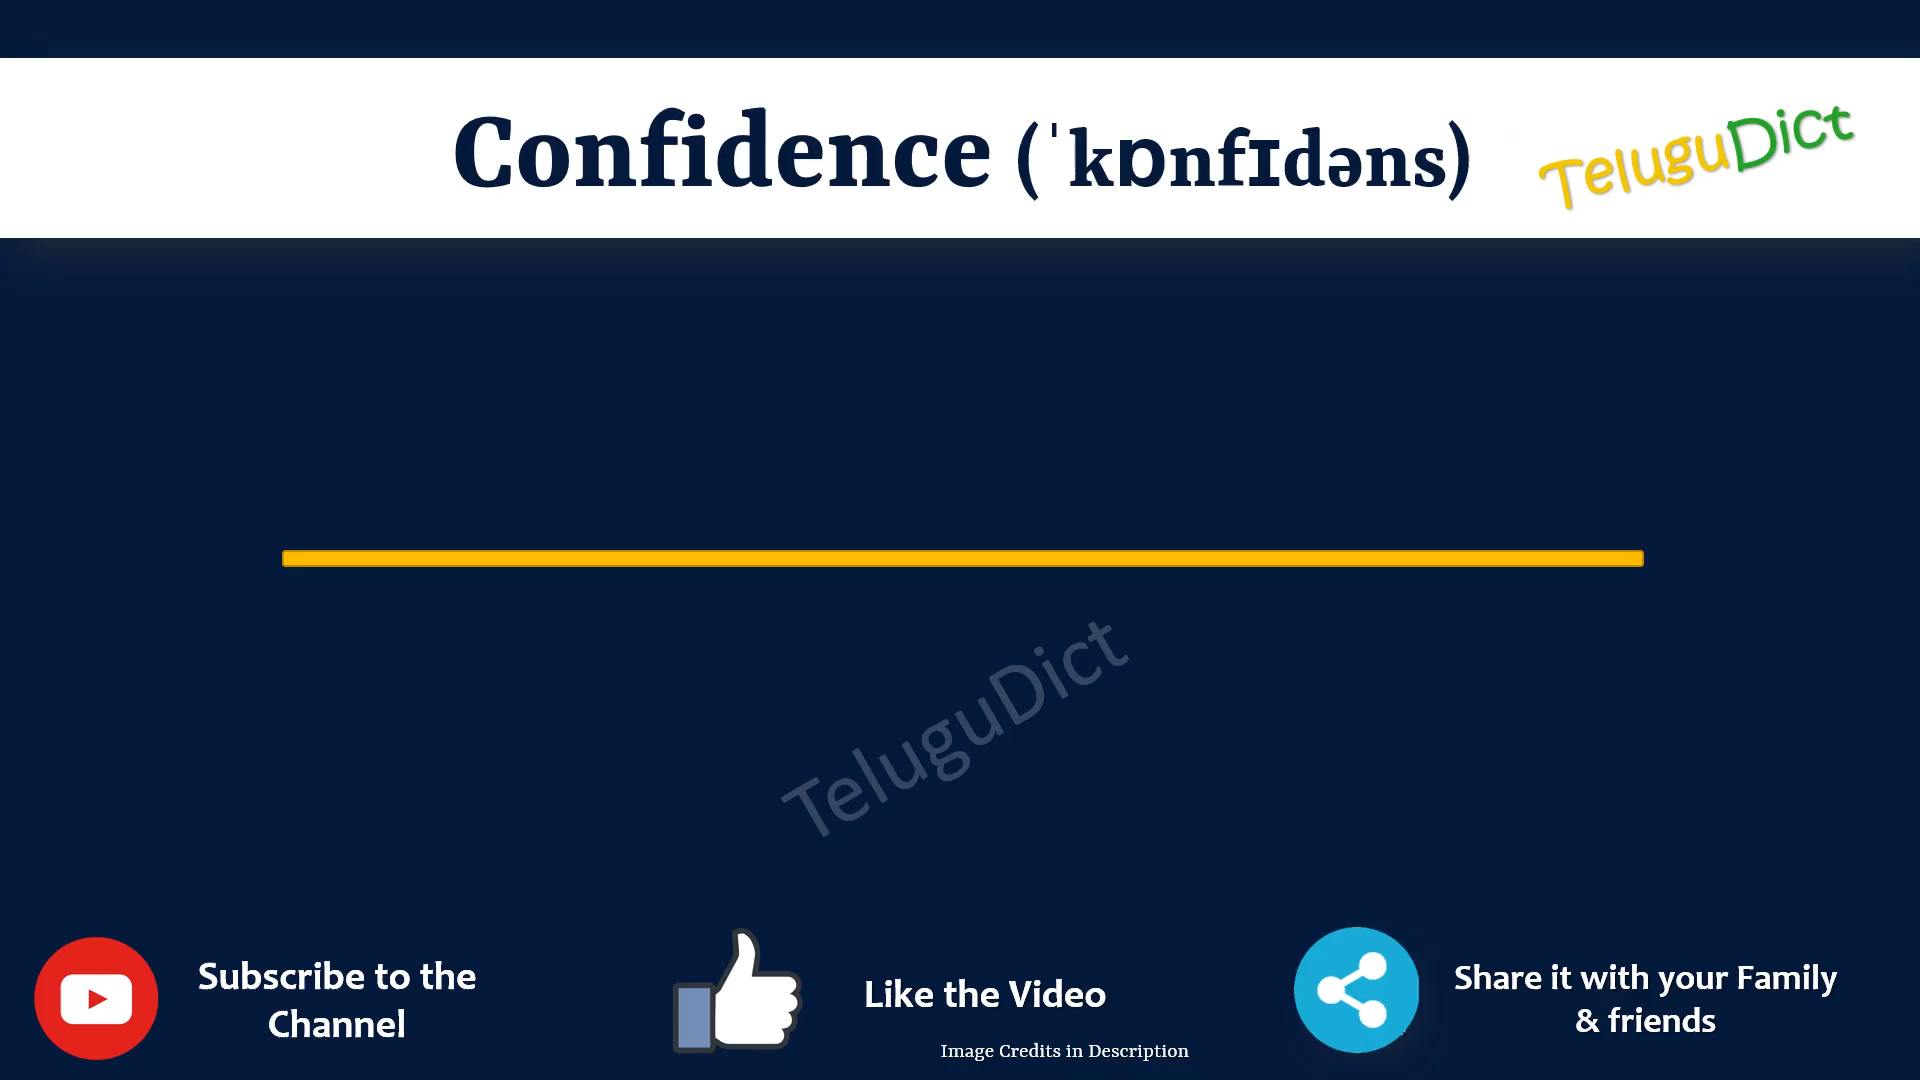 Confidence (ˈkɒnfɪdəns)
TeluguDict
TeluguDict
Subscribe to the
Channel
Like the Video
Share it with your Family
& friends
Image Credits in Description